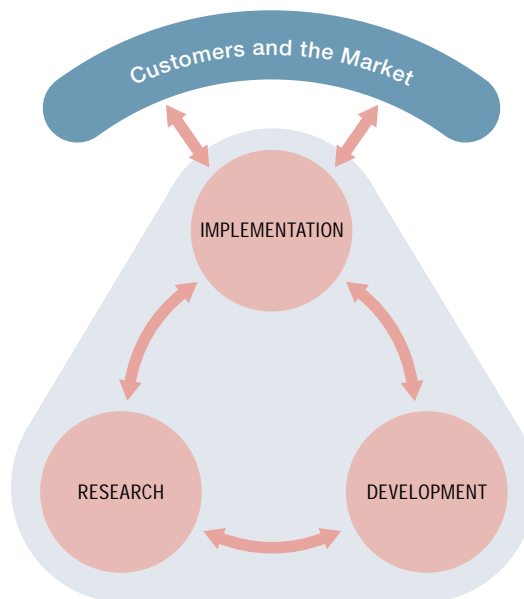 Customers and the Market
IMPLEMENTATION
RESEARCH
DEVELOPMENT